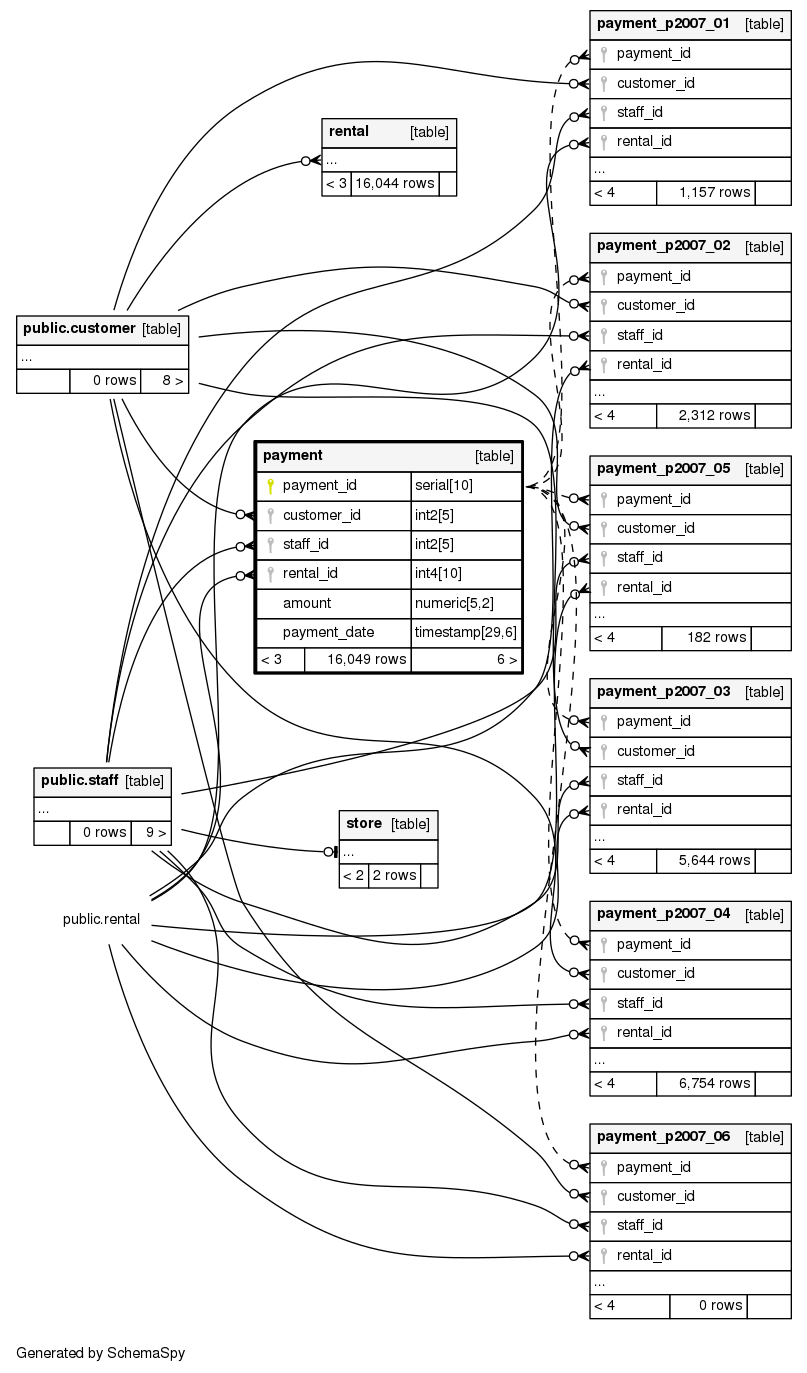 payment_p2007_01 [table]
payment_id
customer_id
staff_id
rental_id
...
< 4 1,157 rows
rental [table]
...
< 3 16,044 rows
payment_p2007_02 [table]
payment_id
customer_id
staff_id
rental_id
...
< 4 2,312 rows
public.customer [table]
...
0 rows 8 >
payment [table]
payment_id serial[10]
customer_id int2[5]
staff_id int2[5]
rental_id int4[10]
amount numeric[5,2]
payment_date timestamp[29,6]
< 3 16,049 rows 6 >
payment_p2007_05 [table]
payment_id
customer_id
staff_id
rental_id
...
< 4 182 rows
payment_p2007_03 [table]
payment_id
customer_id
staff_id
rental_id
...
< 4 5,644 rows
public.staff [table]
...
0 rows 9 >
store [table]
...
< 2 2 rows
public.rental
payment_p2007_04 [table]
payment_id
customer_id
staff_id
rental_id
...
< 4 6,754 rows
payment_p2007_06 [table]
payment_id
customer_id
staff_id
rental_id
...
< 4 0 rows
Generated by SchemaSpy